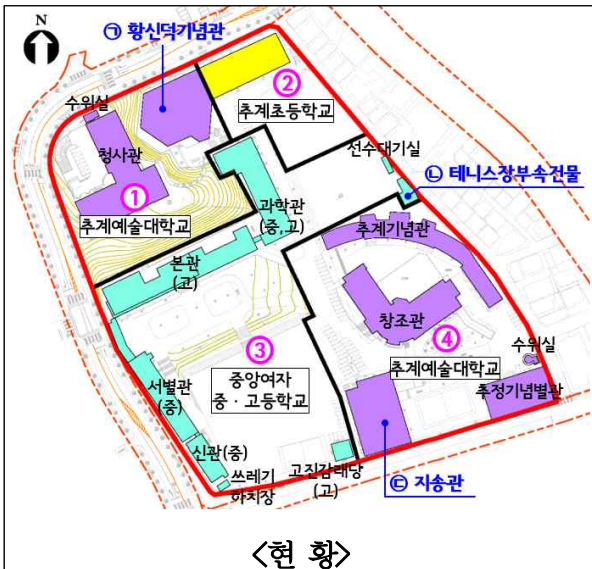 N
㉠ 황신덕기념관
수위실
청사관
①
추계예술대학교
②
추계초등학교
선수대기실
㉡ 테니스장부속건물
과학관
(중,고)
추계기념관
본관
(고)
창조관
③
중앙여자
중·고등학교
④
추계예술대학교
수위실
추정기념별관
서별관
(중)
신관(중)
쓰레기
하치장
고진감래당
(고)
㉢ 지송관
<현 황>